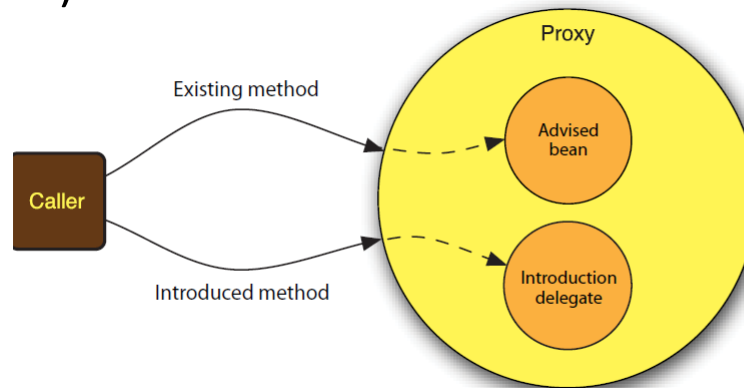 Proxy
Existing method
Advised
bean
Caller
Introduced method
Introduction
delegate